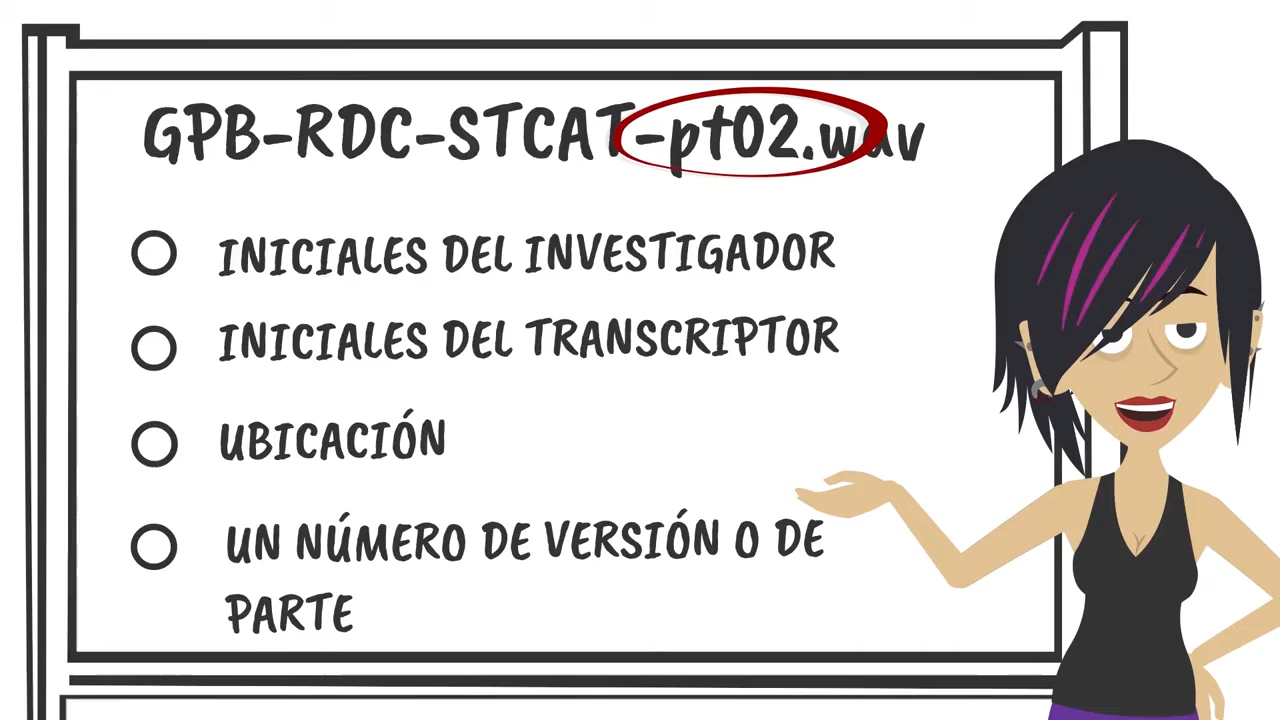 GPB-RDC-STCAT-pt02.wav
INICIALES DEL INVESTIGADOR
INICIALES DEL TRANSCRIPTOR
UBICACIÓN
UN NÚMERO DE VERSIÓN O DE
PARTE